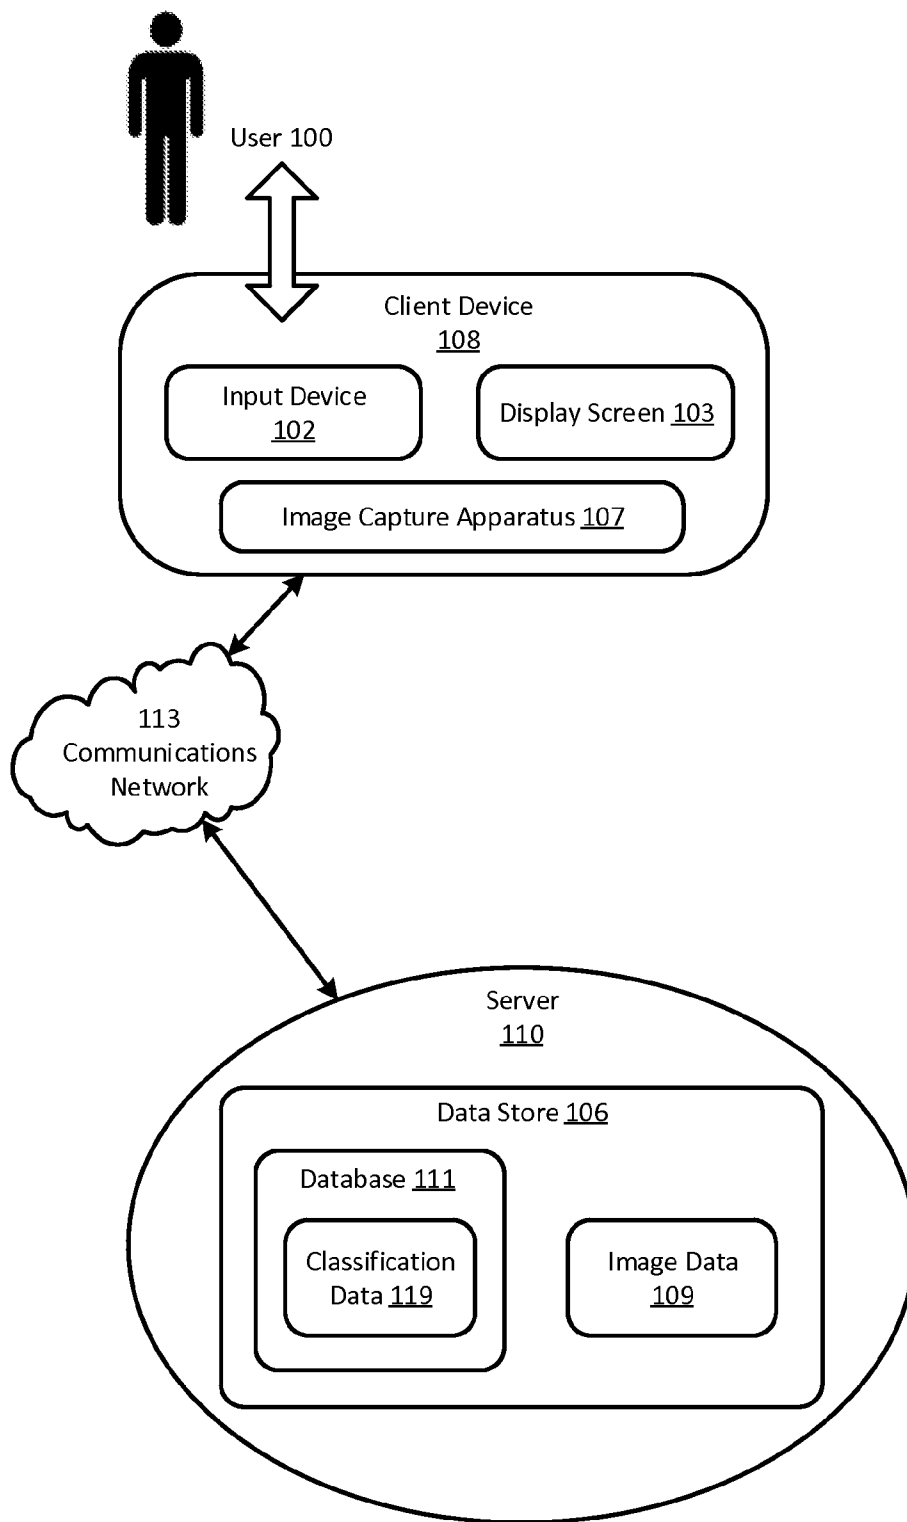 User 100
Client Device
108
Input Device
102
Display Screen 103
Image Capture Apparatus 107
113
Communications
Network
Server
110
Data Store 106
Database 111
Classification
Data 119
Image Data
109